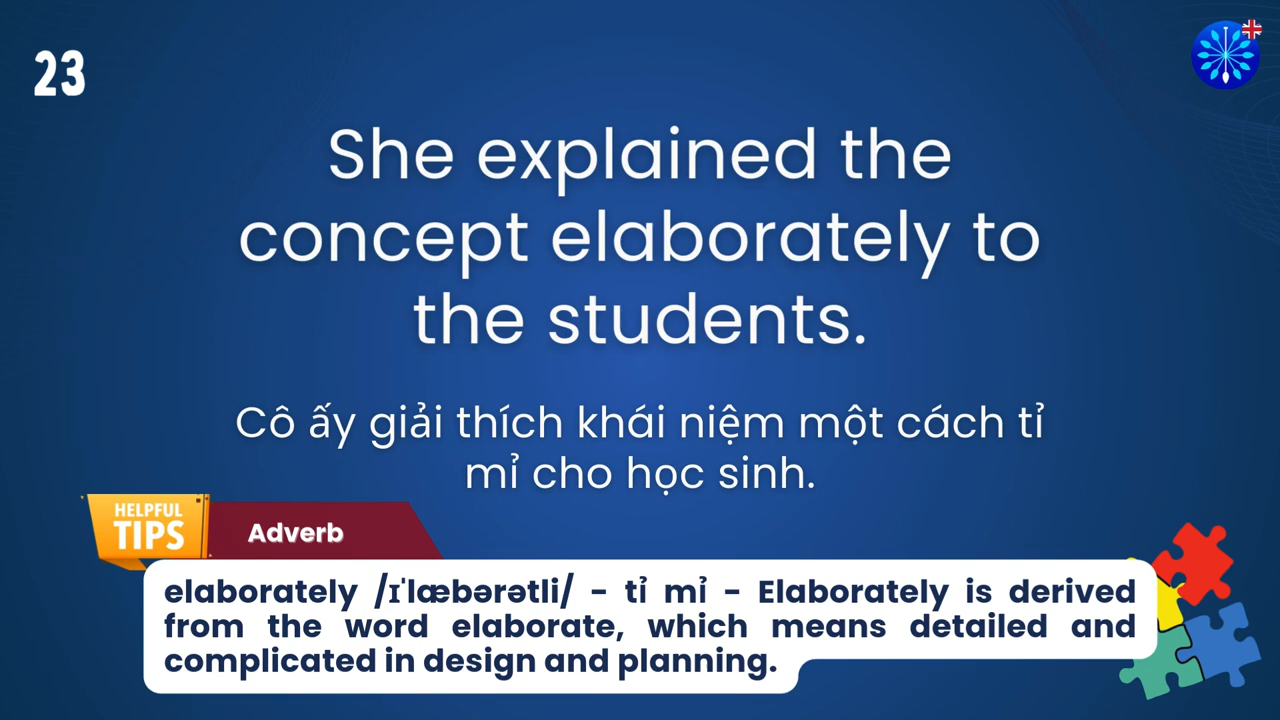 23
She explained the
concept elaborately to
the students.
Cô ấy giải thích khái niệm một cách tỉ
mỉ cho học sinh.
HELPFUL
TIPS
Adverb
elaborately /ɪˈlæbərətli/ - tỉ mỉ - Elaborately is derived
from the word elaborate, which means detailed and
complicated in design and planning.